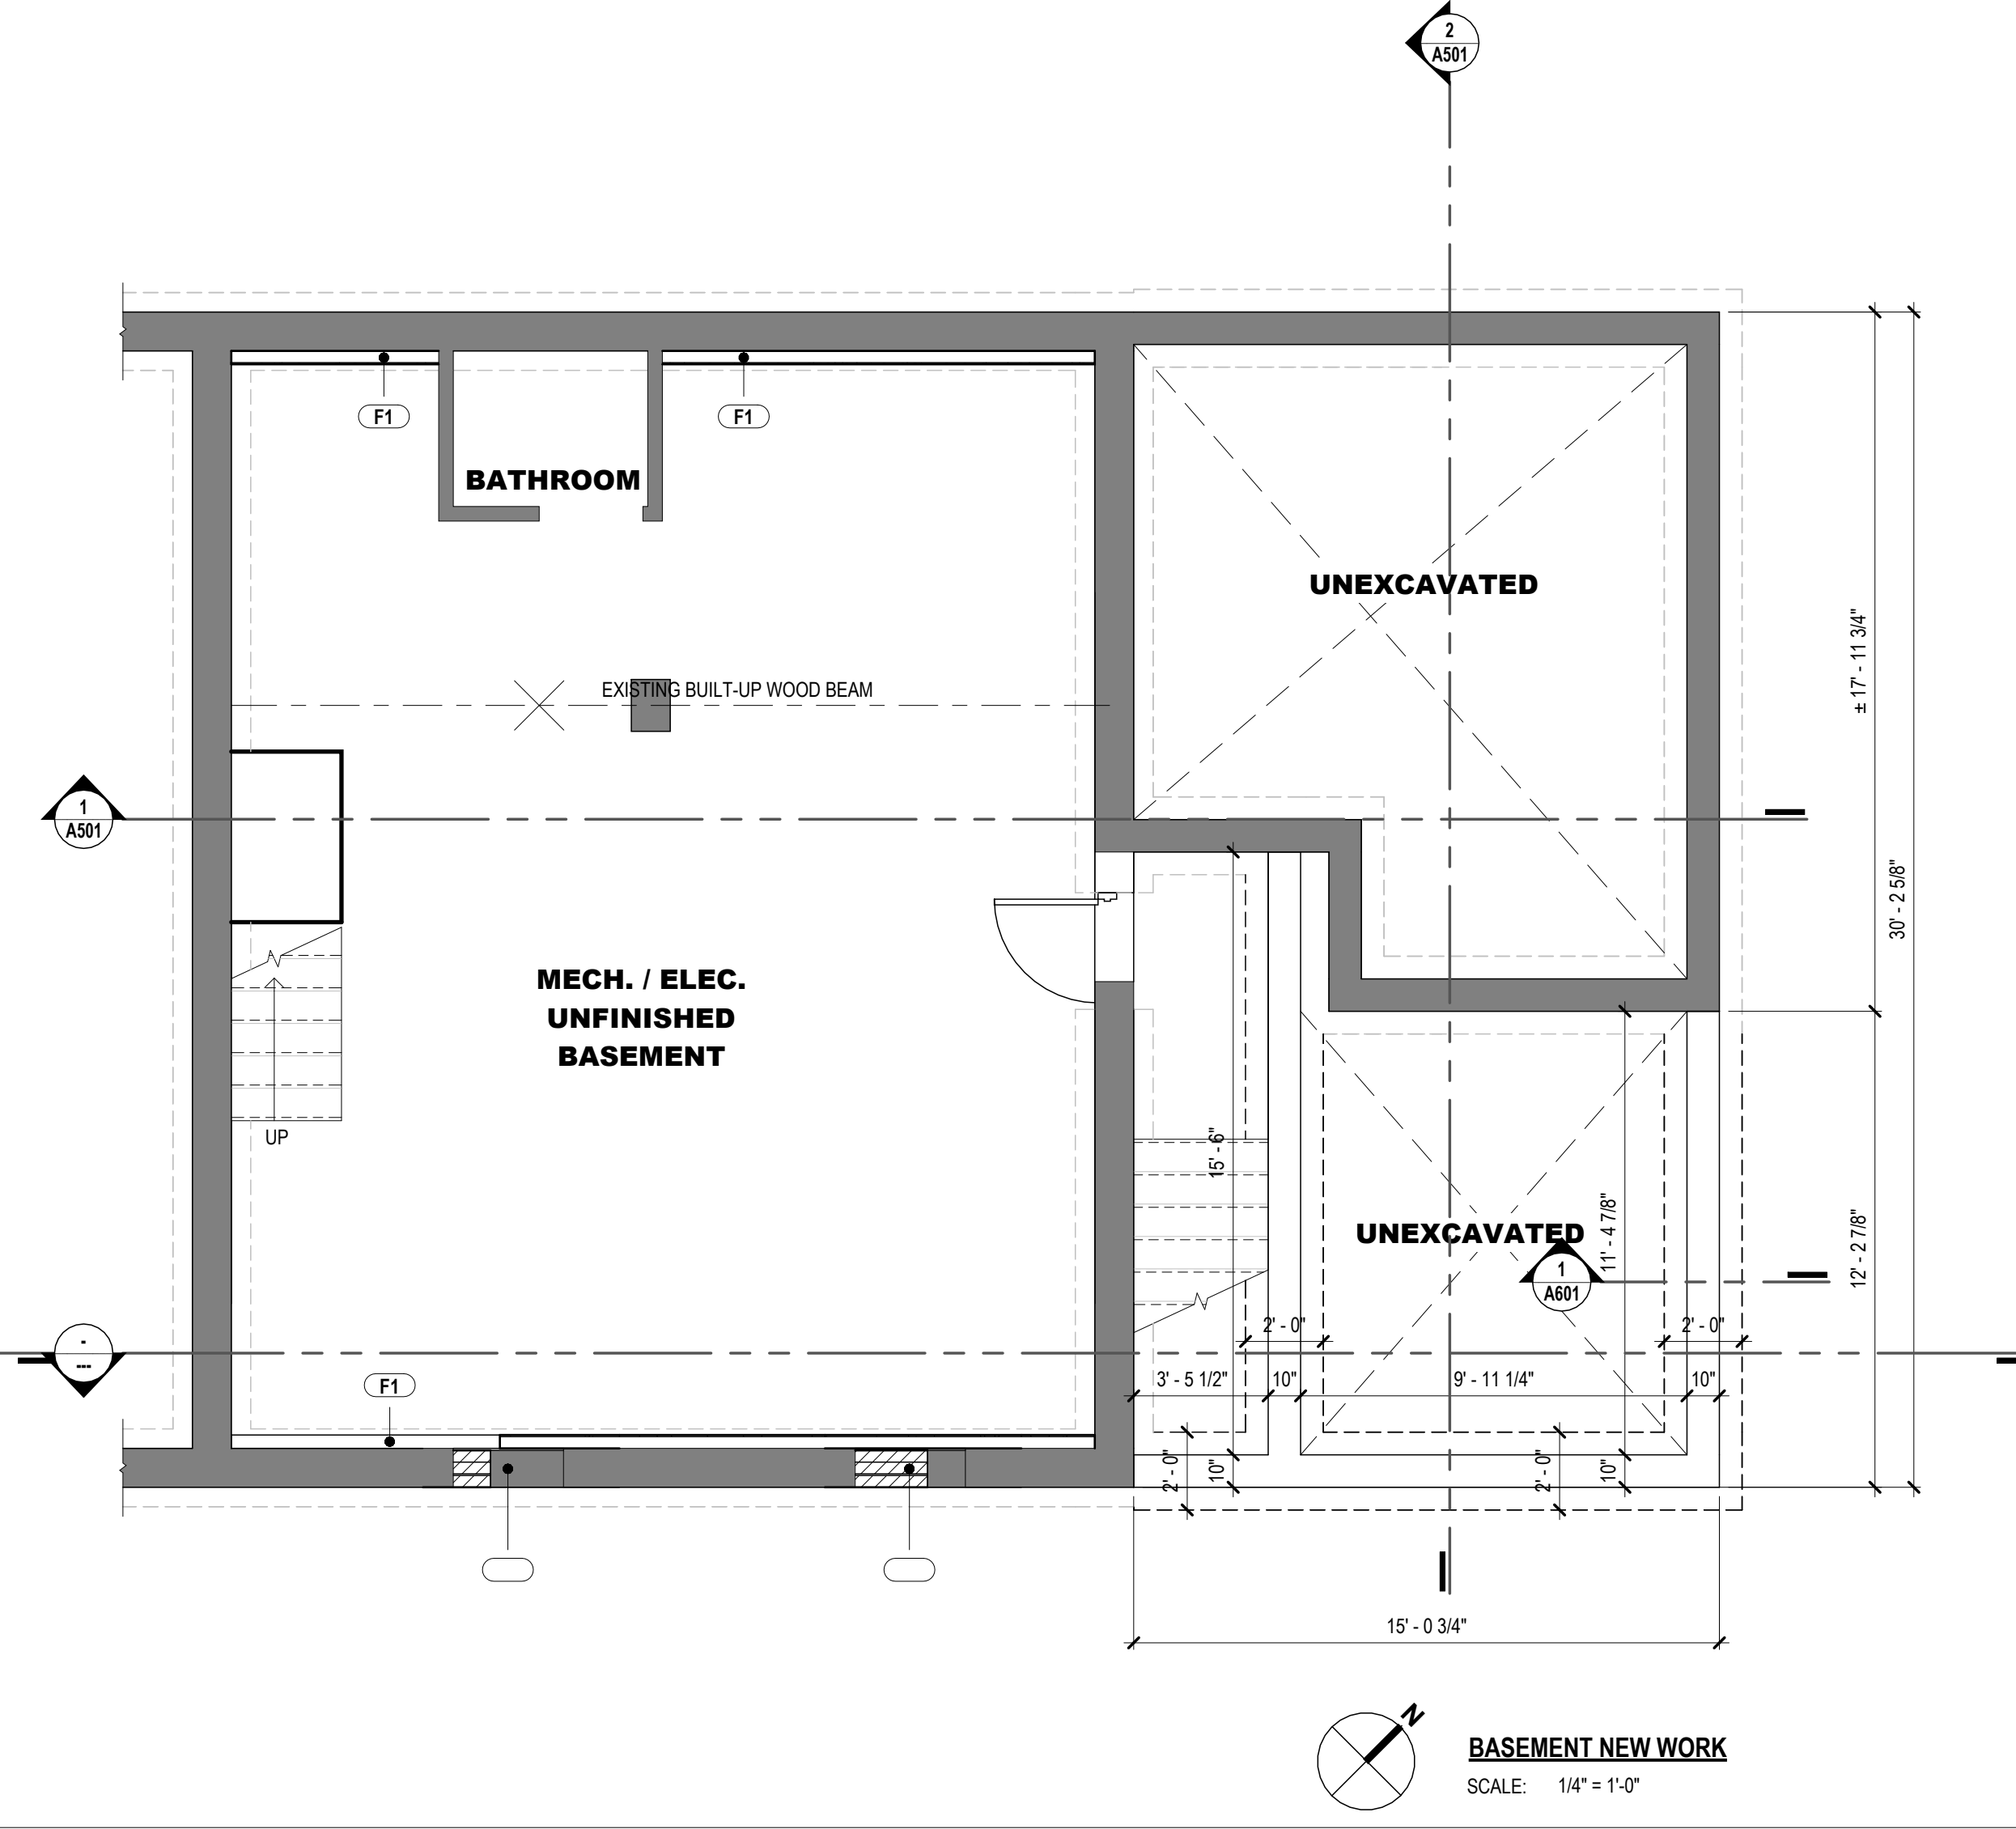 2
A501
F1
F1
BATHROOM
UNEXCAVATED
± 17' - 11 3/4"
EXISTING BUILT-UP WOOD BEAM
1
A501
30' - 2 5/8"
MECH. / ELEC.
UNFINISHED
BASEMENT
UP
15' - 6"
UNEXCAVATED
11' - 4 7/8"
12' - 2 7/8"
1
A601
2' - 0"
2' - 0"
-
---
F1
3' - 5 1/2"
10"
9' - 11 1/4"
10"
2' - 0"
10"
2' - 0"
10"
15' - 0 3/4"
N
BASEMENT NEW WORK
SCALE: 1/4" = 1'-0"